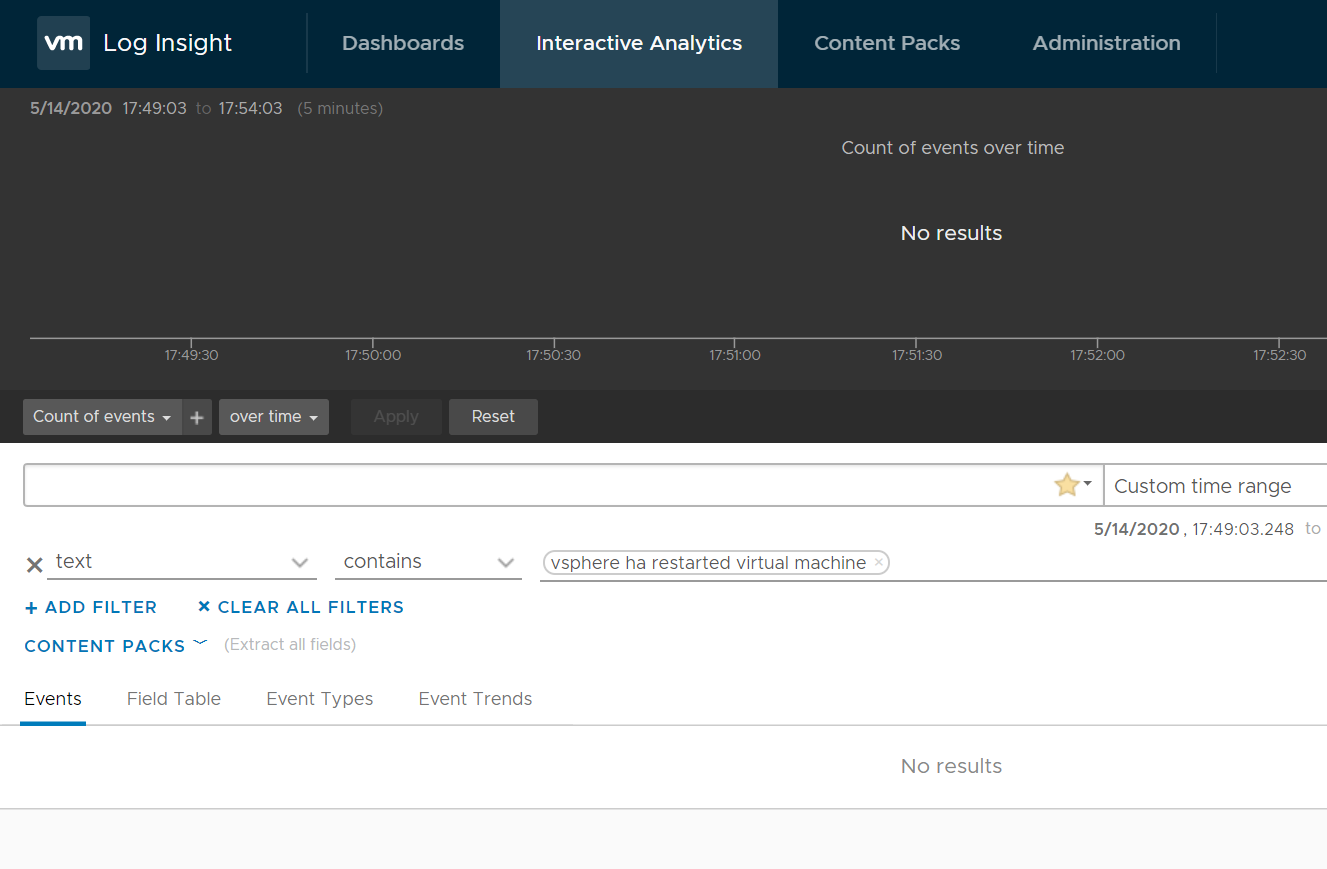 vm Log Insight Dashboards Interactive Analytics Content Packs Administration
5/14/2020 17:49:03 to 17:54:03 (5 minutes)
Count of events over time
No results
17:49:30 17:50:00 17:50:30 17:51:00 17:51:30 17:52:00 17:52:30
Count of events + over time Apply Reset
Custom time range
5/14/2020 , 17:49:03.248 to
text contains vsphere ha restarted virtual machine ×
+ ADD FILTER × CLEAR ALL FILTERS
CONTENT PACKS (Extract all fields)
Events Field Table Event Types Event Trends
No results